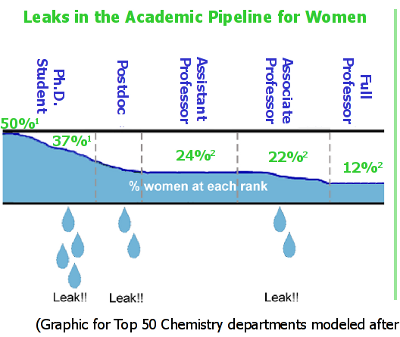 Leaks in the Academic Pipeline for Women
Ph.D.
Student
Postdoc
Assistant
Professor
Associate
Professor
Full
Professor
50%¹
37%¹
24%²
22%²
12%²
% women at each rank
Leak!!
Leak!!
Leak!!
(Graphic for Top 50 Chemistry departments modeled after